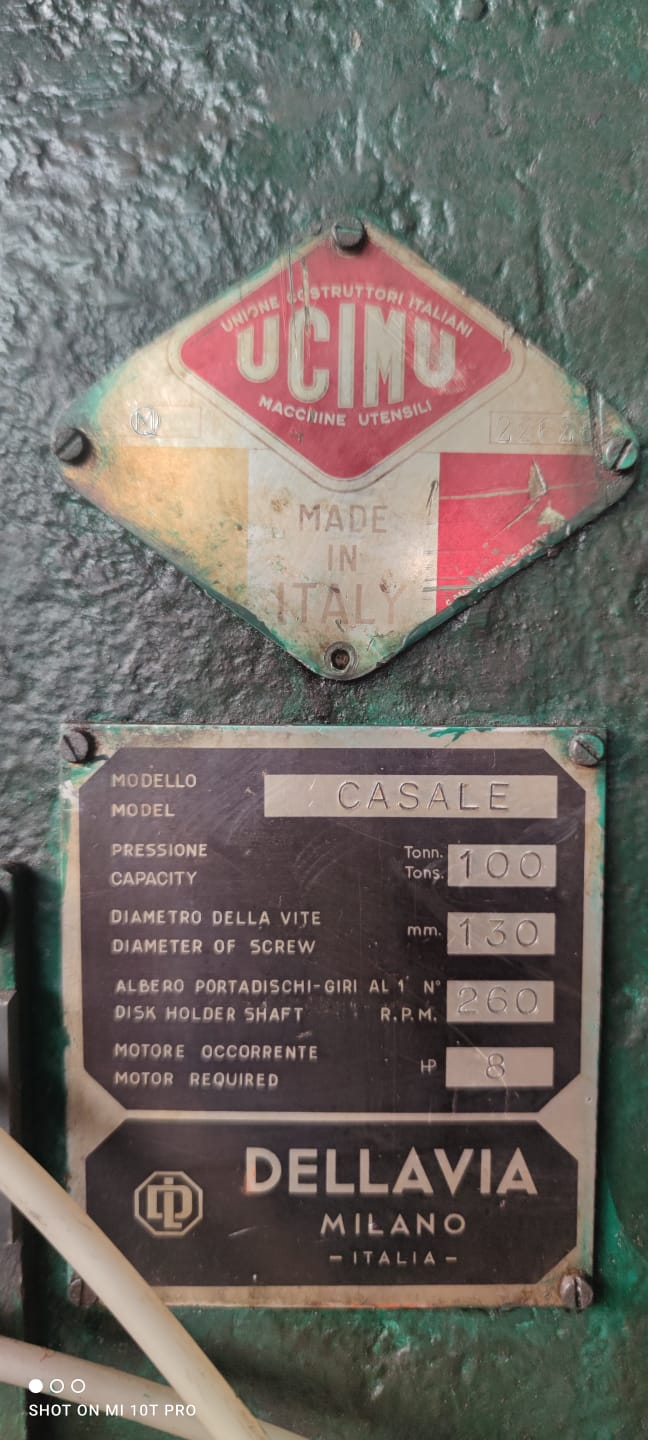 UNIONE COSTRUTTORI ITALIANI
UCIMU
MACCHINE UTENSILI
M
MADE
IN
ITALY
MODELLO
MODEL
CASALE
PRESSIONE
CAPACITY
Tonn.
Tons.
100
DIAMETRO DELLA VITE
DIAMETER OF SCREW
mm.
130
ALBERO PORTADISCHI-GIRI AL 1' N°
DISK HOLDER SHAFT R.P.M.
260
MOTORE OCCORRENTE
MOTOR REQUIRED
HP
8
DELLAVIA
MILANO
-ITALIA-
SHOT ON MI 10T PRO